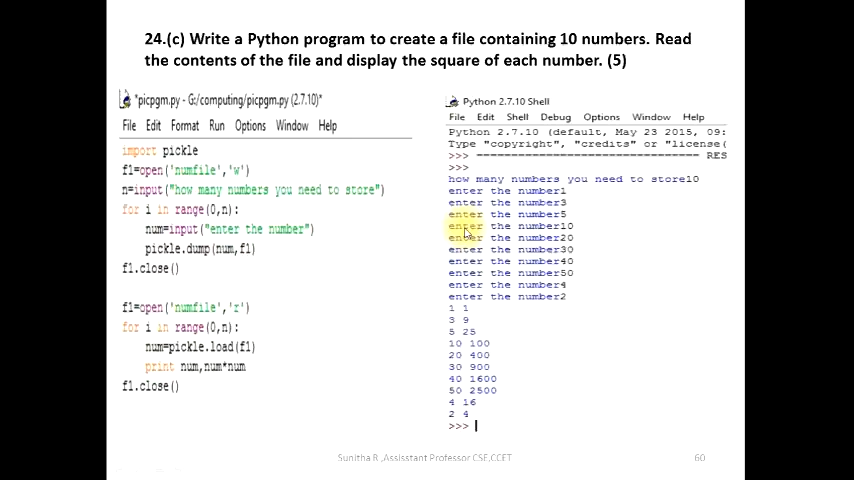 24.(c) Write a Python program to create a file containing 10 numbers. Read
the contents of the file and display the square of each number. (5)
*picpgm.py - G:/computing/picpgm.py (2.7.10)*
File Edit Format Run Options Window Help
import pickle
f1=open('numfile','w')
n=input("how many numbers you need to store")
for i in range(0,n):
num=input("enter the number")
pickle.dump(num,f1)
f1.close()
f1=open('numfile','r')
for i in range(0,n):
num=pickle.load(f1)
print num,num*num
f1.close()
Python 2.7.10 Shell
File Edit Shell Debug Options Window Help
Python 2.7.10 (default, May 23 2015, 09:
Type "copyright", "credits" or "license(
>>> ================================ RES
>>>
how many numbers you need to store10
enter the number1
enter the number3
enter the number5
enter the number10
enter the number20
enter the number30
enter the number40
enter the number50
enter the number4
enter the number2
1 1
3 9
5 25
10 100
20 400
30 900
40 1600
50 2500
4 16
2 4
>>>
Sunitha R ,Assisstant Professor CSE,CCET
60